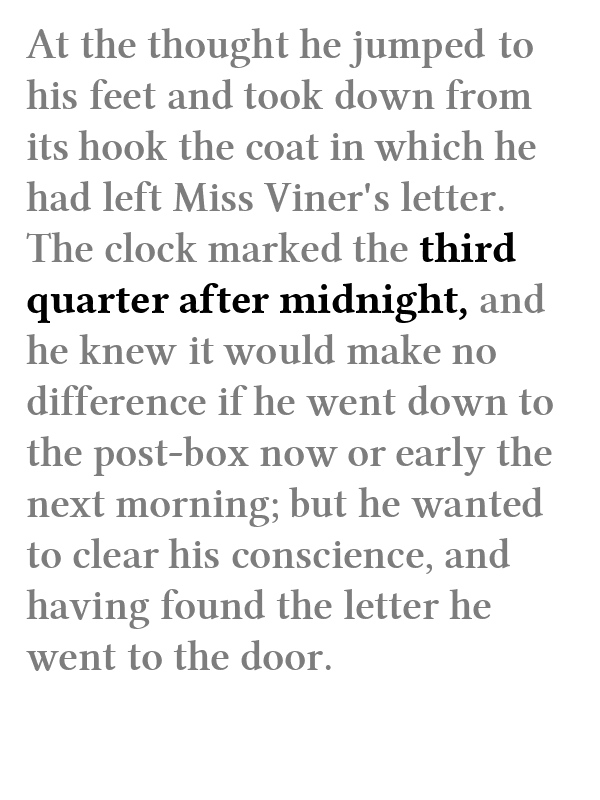 At the thought he jumped to
his feet and took down from
its hook the coat in which he
had left Miss Viner's letter.
The clock marked the third
quarter after midnight, and
he knew it would make no
difference if he went down to
the post-box now or early the
next morning; but he wanted
to clear his conscience, and
having found the letter he
went to the door.